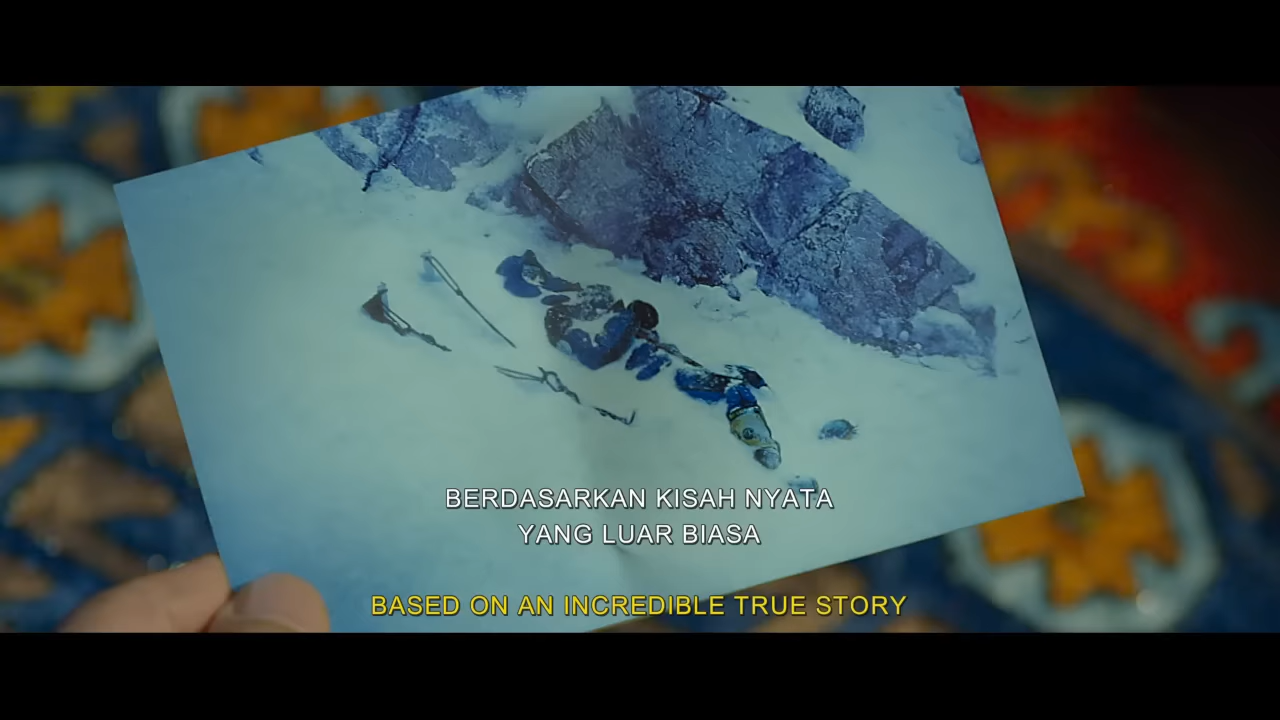 BERDASARKAN KISAH NYATA
YANG LUAR BIASA
BASED ON AN INCREDIBLE TRUE STORY